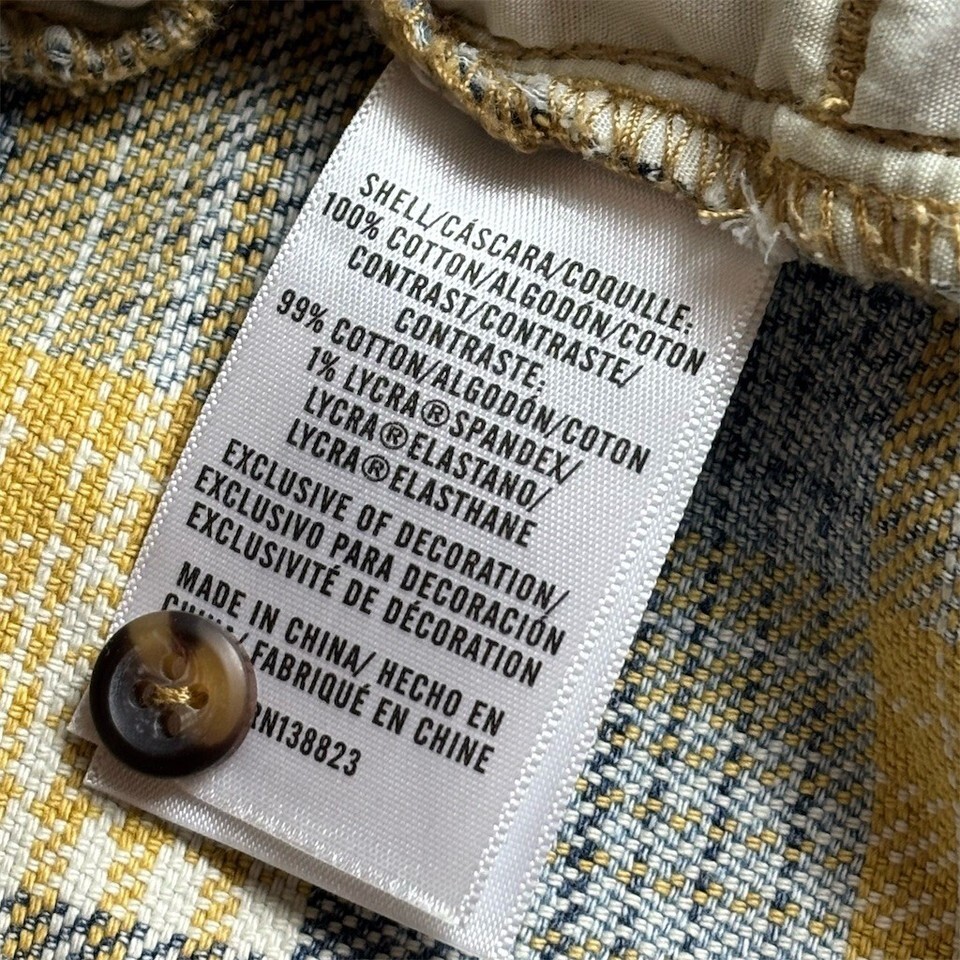 SHELL/CÁSCARA/COQUILLE:
100% COTTON/ALGODÓN/COTON
CONTRAST/CONTRASTE/
CONTRASTE:
99% COTTON/ALGODÓN/COTON
1% LYCRA®SPANDEX/
LYCRA®ELASTANO/
LYCRA®ELASTHANE
EXCLUSIVE OF DECORATION/
EXCLUSIVO PARA DECORACIÓN
EXCLUSIVITÉ DE DÉCORATION
MADE IN CHINA/ HECHO EN
CHINA/ FABRIQUÉ EN CHINE
RN138823